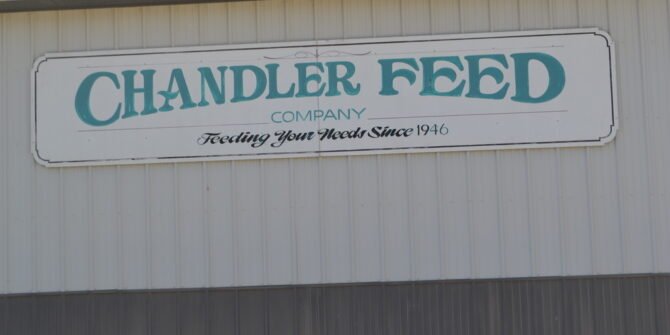 CHANDLER FEED
COMPANY
Feeding Your Needs Since 1946